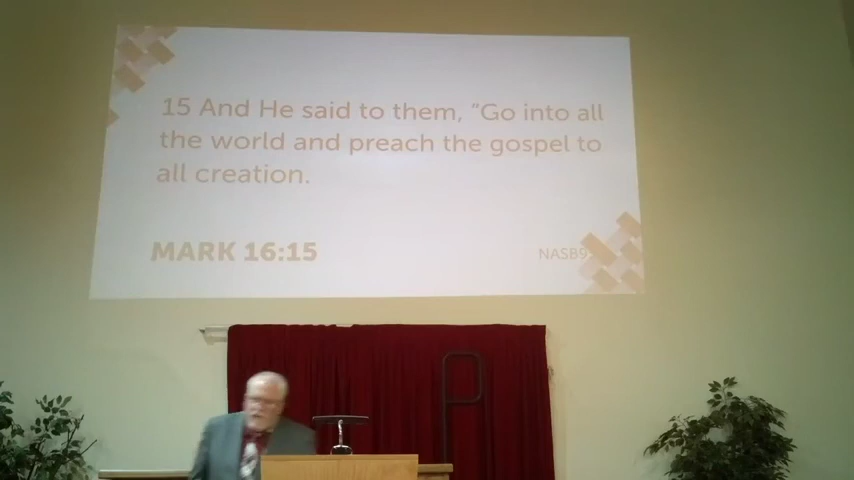 15 And He said to them, "Go into all
the world and preach the gospel to
all creation.
MARK 16:15